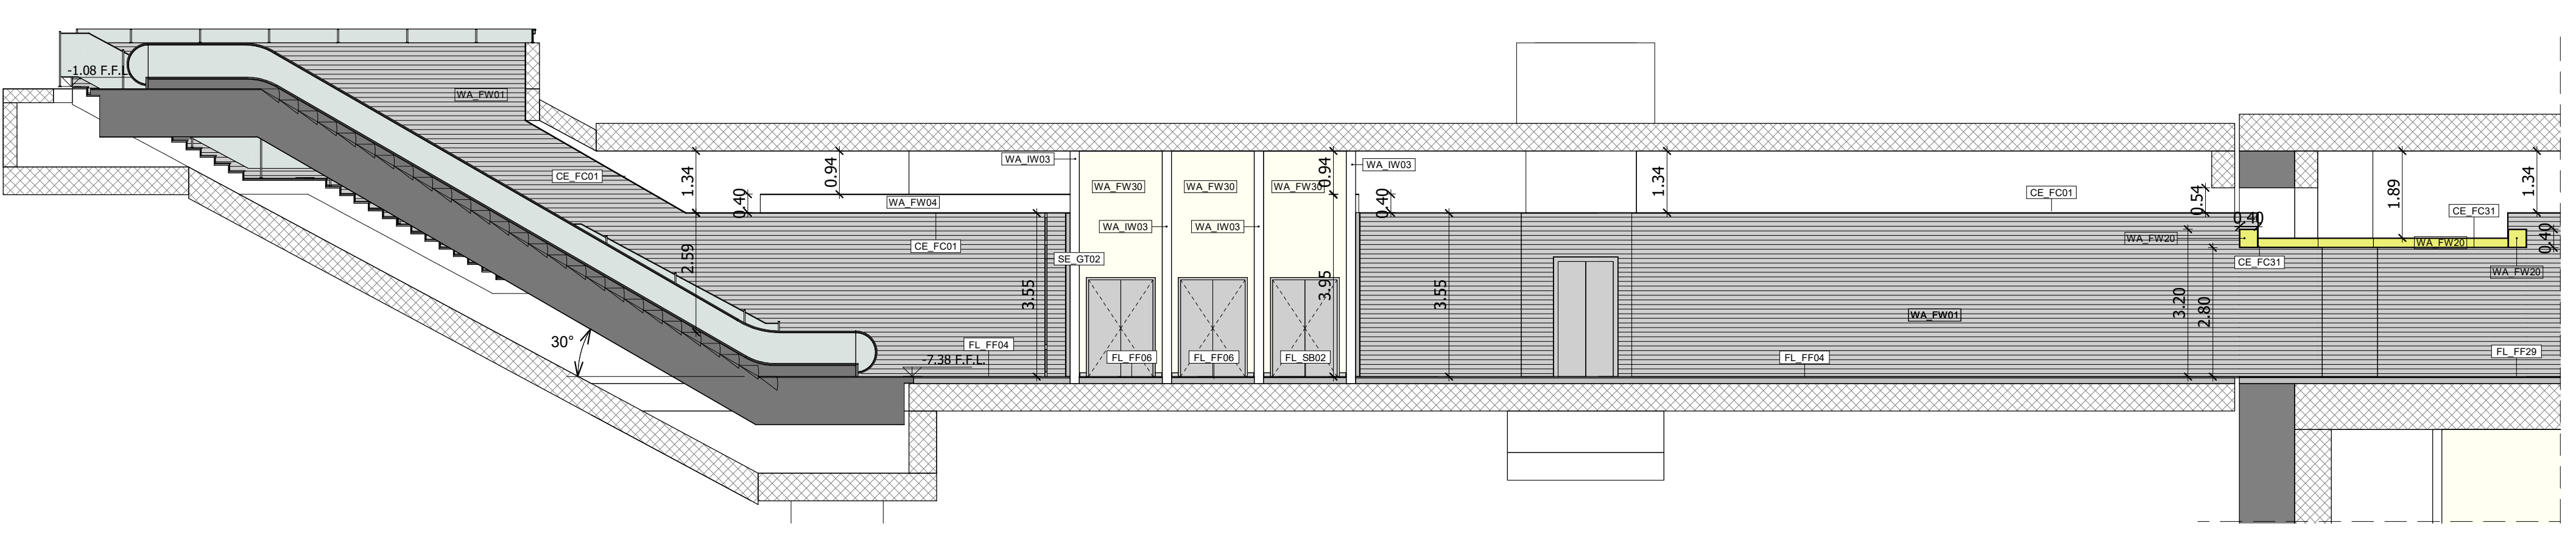 -1.08 F.F.L.
WA_FW01
CE_FC01
1.34
0.40
0.94
WA_FW04
CE_FC01
2.59
3.55
30°
FL_FF04
-7.38 F.F.L.
WA_IW03
SE_GT02
WA_FW30
WA_FW30
WA_FW30
0.94
WA_IW03
WA_IW03
WA_IW03
3.95
FL_FF06
FL_FF06
FL_SB02
0.40
3.55
1.34
WA_FW01
FL_FF04
CE_FC01
0.54
0.40
WA_FW20
CE_FC31
3.20
2.80
1.89
CE_FC31
WA_FW20
1.34
0.40
WA_FW20
FL_FF29